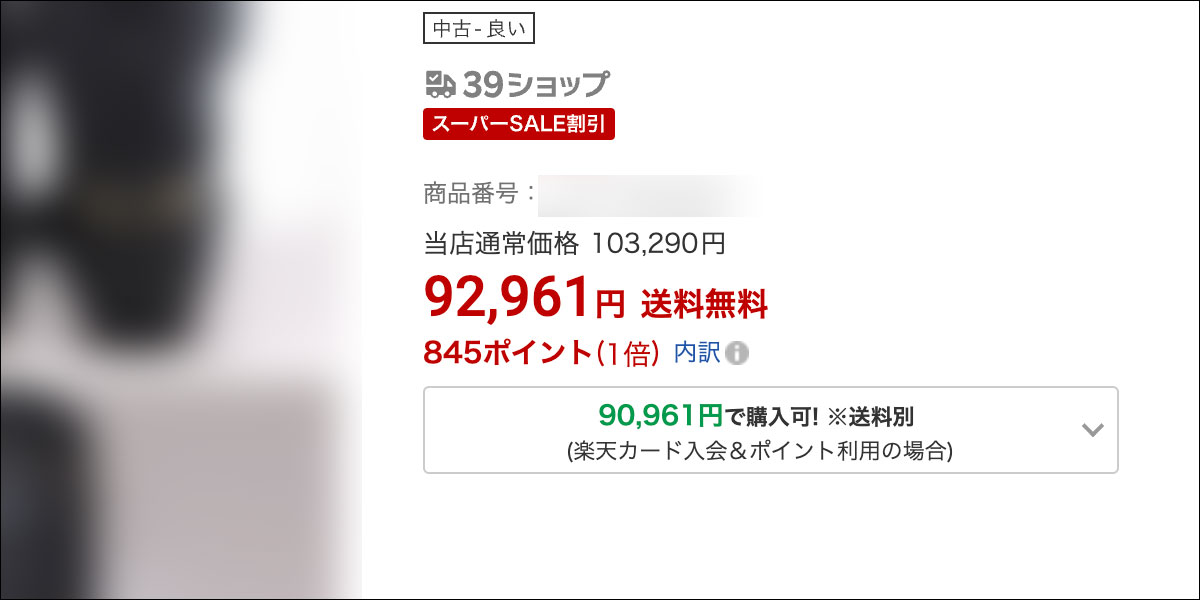 中古 - 良い
39ショップ
スーパーSALE割引
商品番号：
当店通常価格 103,290円
92,961円 送料無料
845ポイント(1倍) 内訳
90,961円で購入可! ※送料別
(楽天カード入会＆ポイント利用の場合)